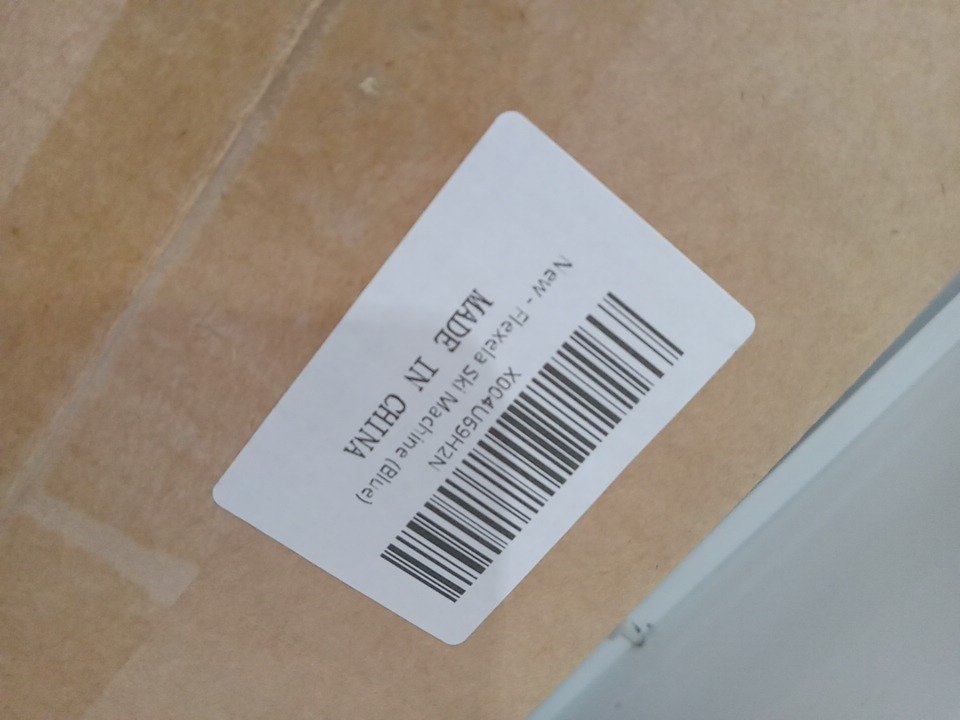 X004U59H2N
New - Flexela Ski Machine (Blue)
MADE IN CHINA